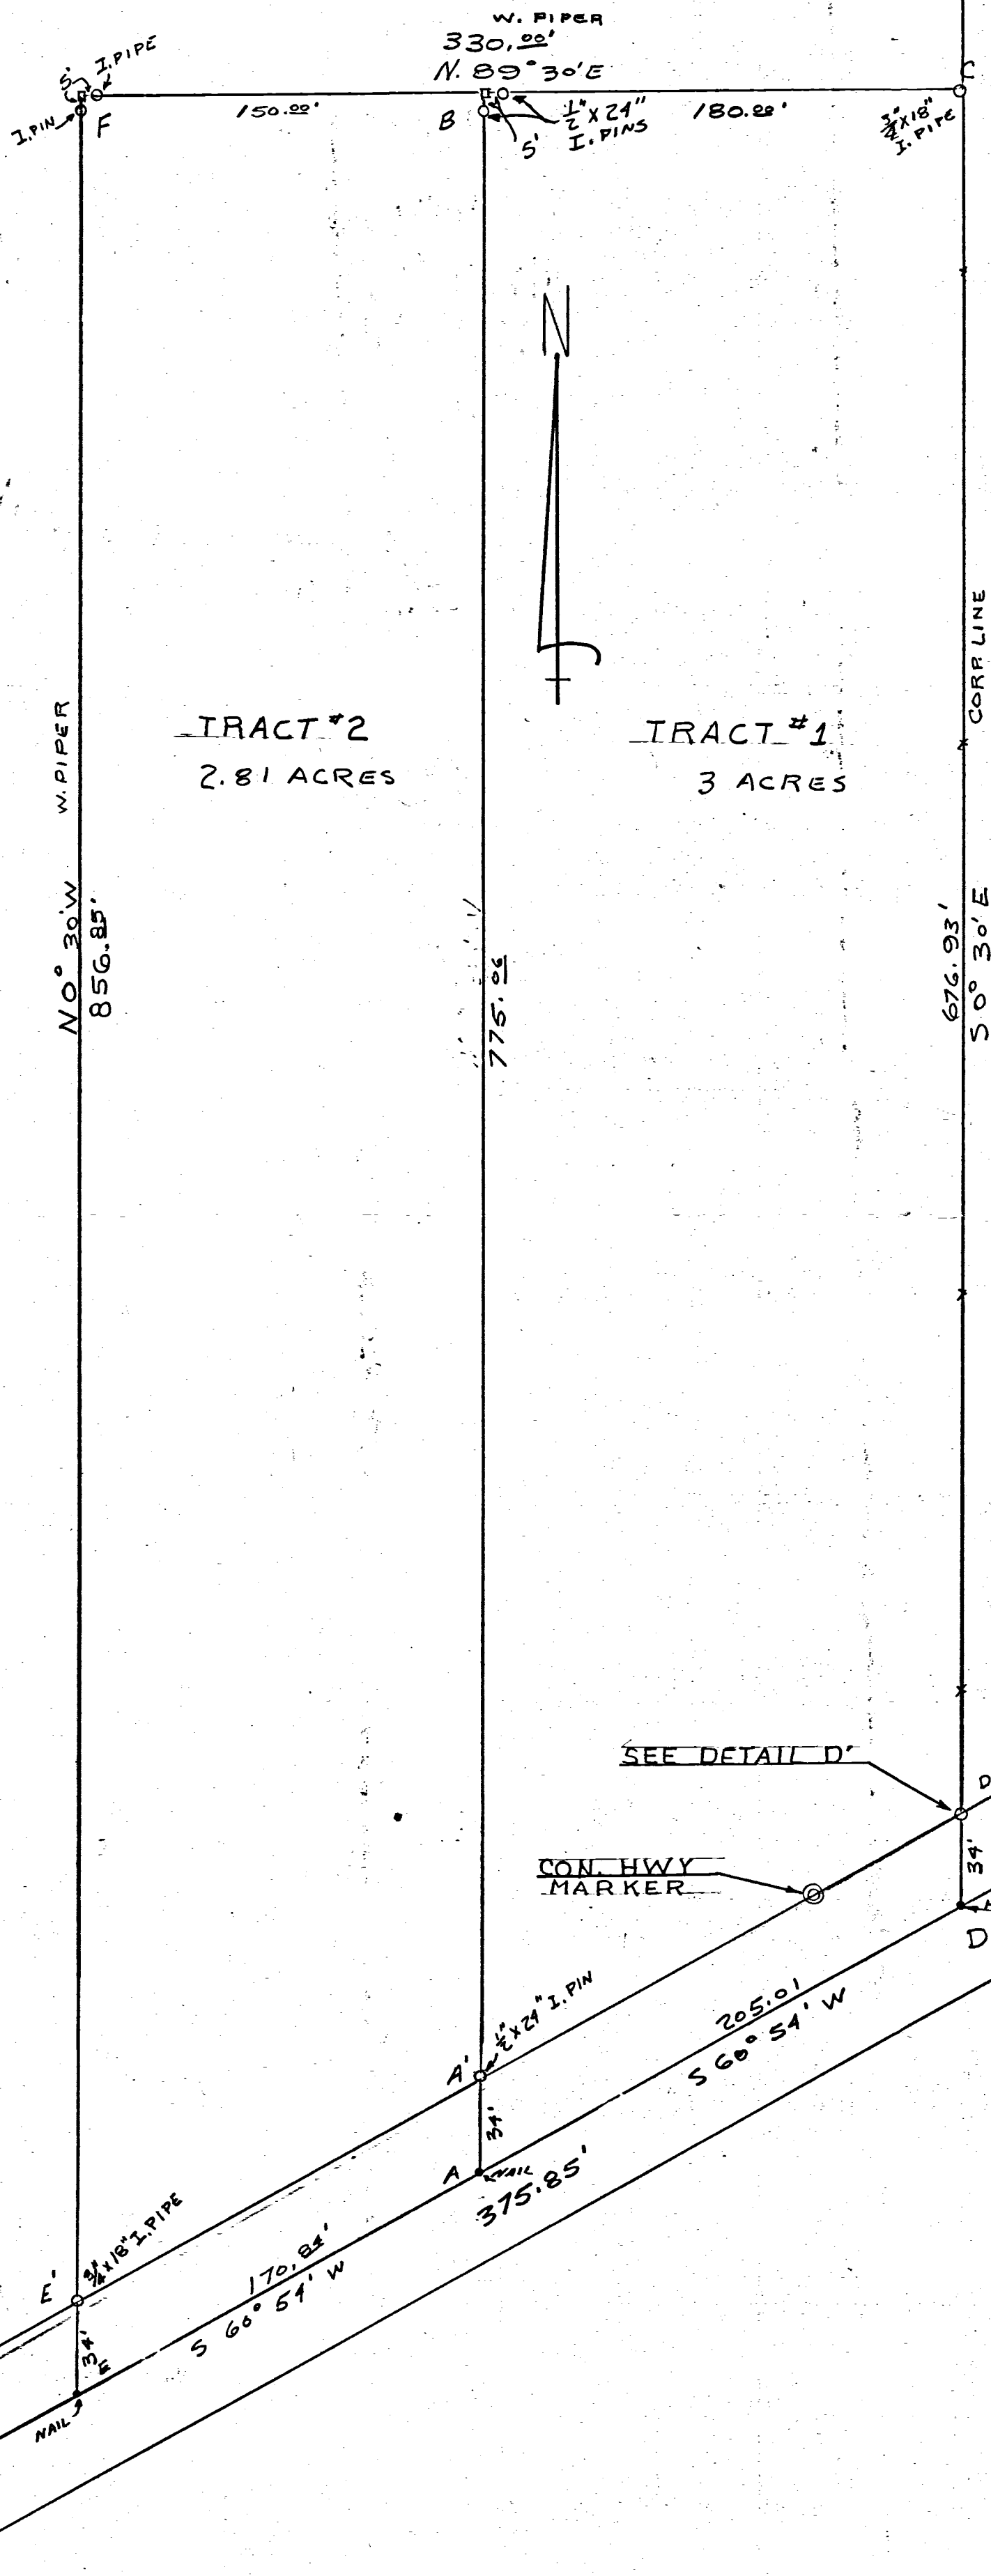 W. PIPER
330.00'
N. 89° 30' E
5'
I. PIPE
I. PIN
F
150.00'
B
5'
1/2" X 24"
I. PINS
180.00'
C
3/4" X 18"
I. PIPE
N
CORP. LINE
W. PIPER
TRACT #2
2.81 ACRES
TRACT #1
3 ACRES
N 0° 30' W
856.85'
775.06
676.93'
S 0° 30' E
SEE DETAIL D'
D
34'
CON. HWY
MARKER
D
1/2" X 24" I. PIN
A'
205.01
S 60° 54' W
34'
A
NAIL
375.85'
3/4" X 18" I. PIPE
E'
170.84'
S 60° 54' W
34'
E
NAIL